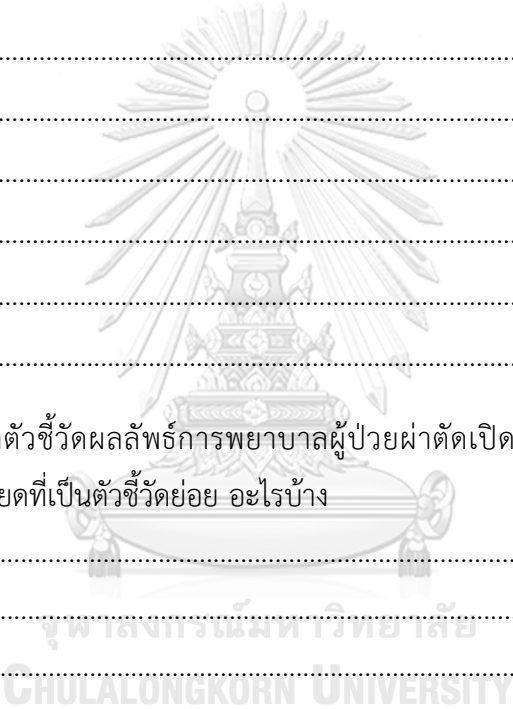 ตัวชี้วัดผลลัพธ์การพยาบาลผู้ป่วยผ่าตัดเปิด
ยดที่เป็นตัวชี้วัดย่อย อะไรบ้าง
จุฬาลงกรณ์มหาวิทยาลัย
CHULALONGKORN UNIVERSITY